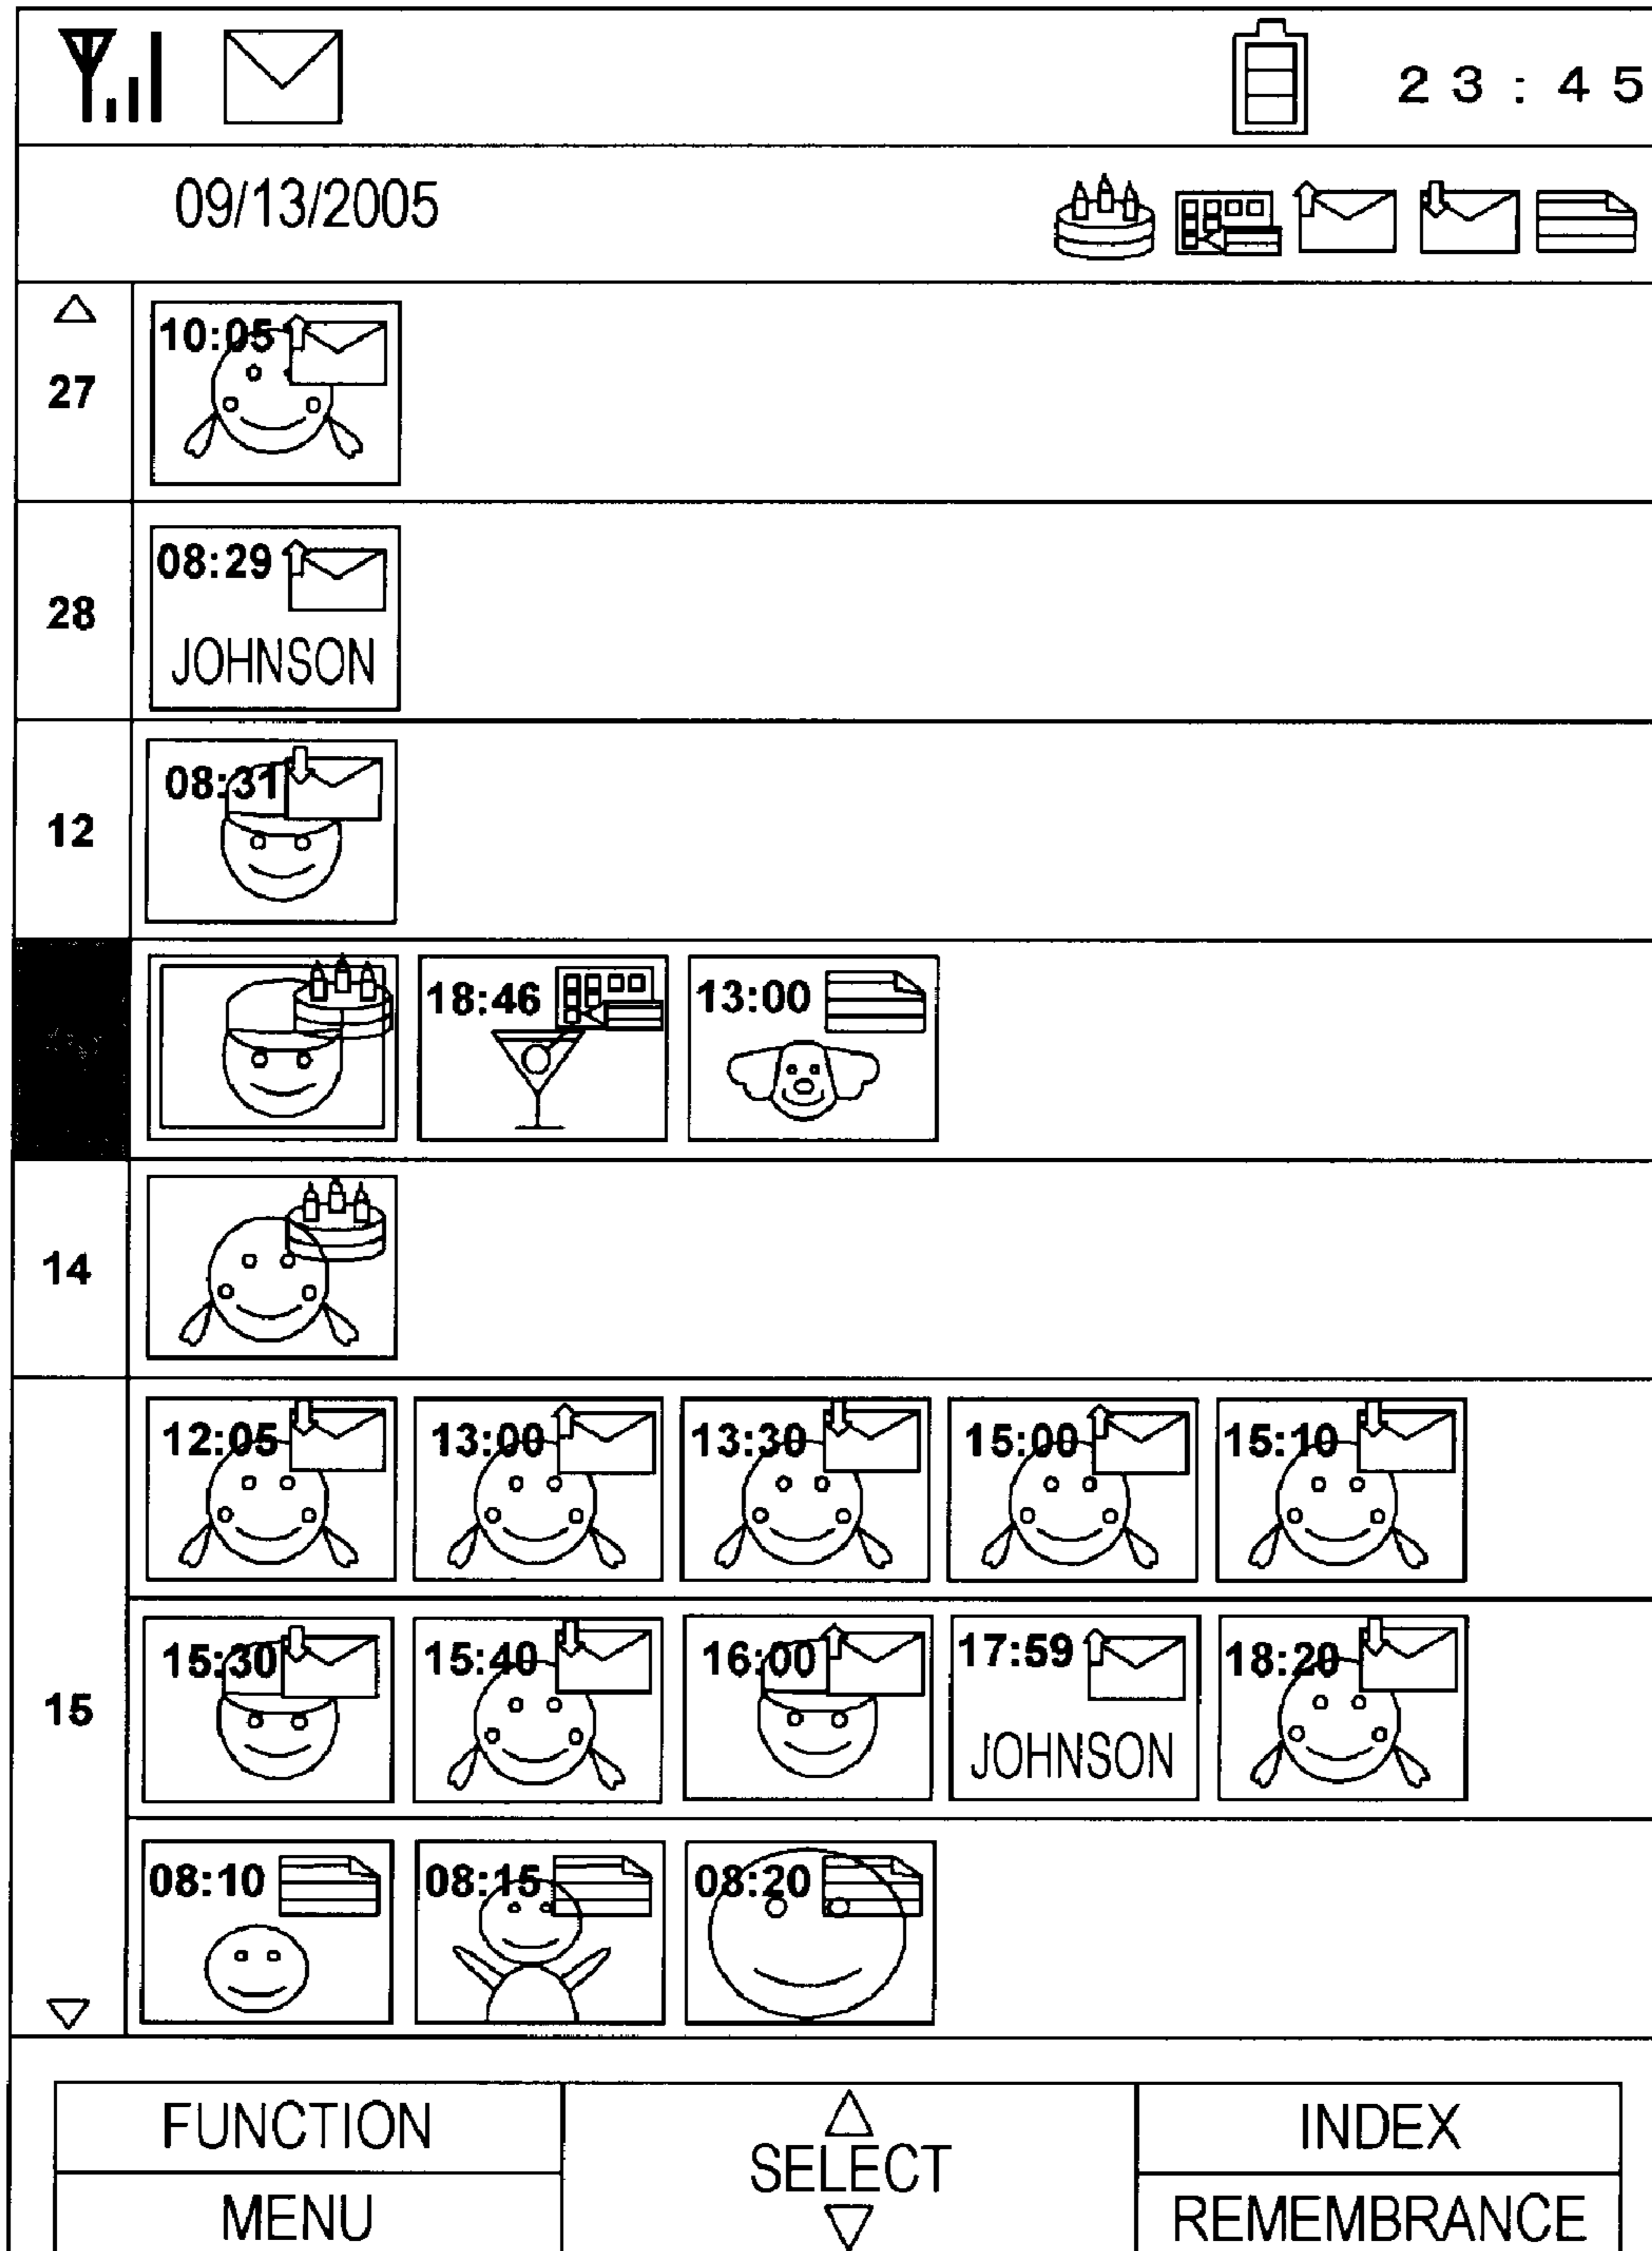 23:45
09/13/2005
27
10:05
28
08:29
JOHNSON
12
08:31
18:46 13:00
14
12:05 13:00 13:30 15:00 15:10
15
15:30 15:40 16:00 17:59 18:20
JOHNSON
08:10 08:15 08:20
FUNCTION
SELECT
INDEX
MENU
REMEMBRANCE